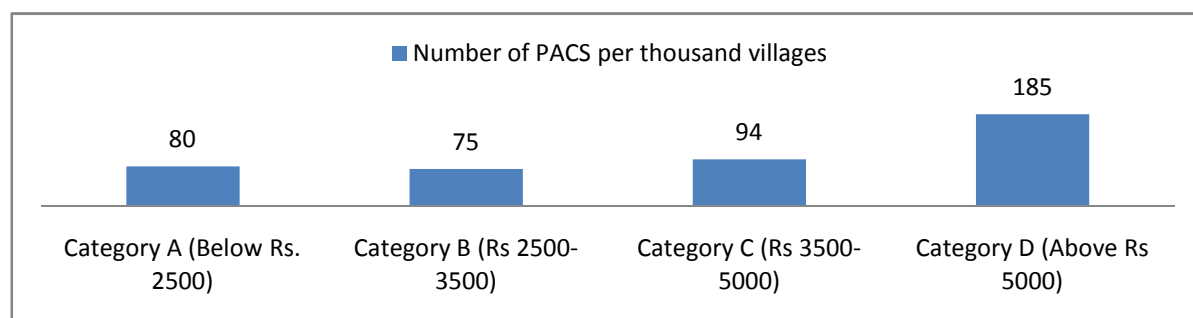 Number of PACS per thousand villages
185
80
75
94
Category A (Below Rs.
2500)
Category B (Rs 2500-
3500)
Category C (Rs 3500-
5000)
Category D (Above Rs
5000)